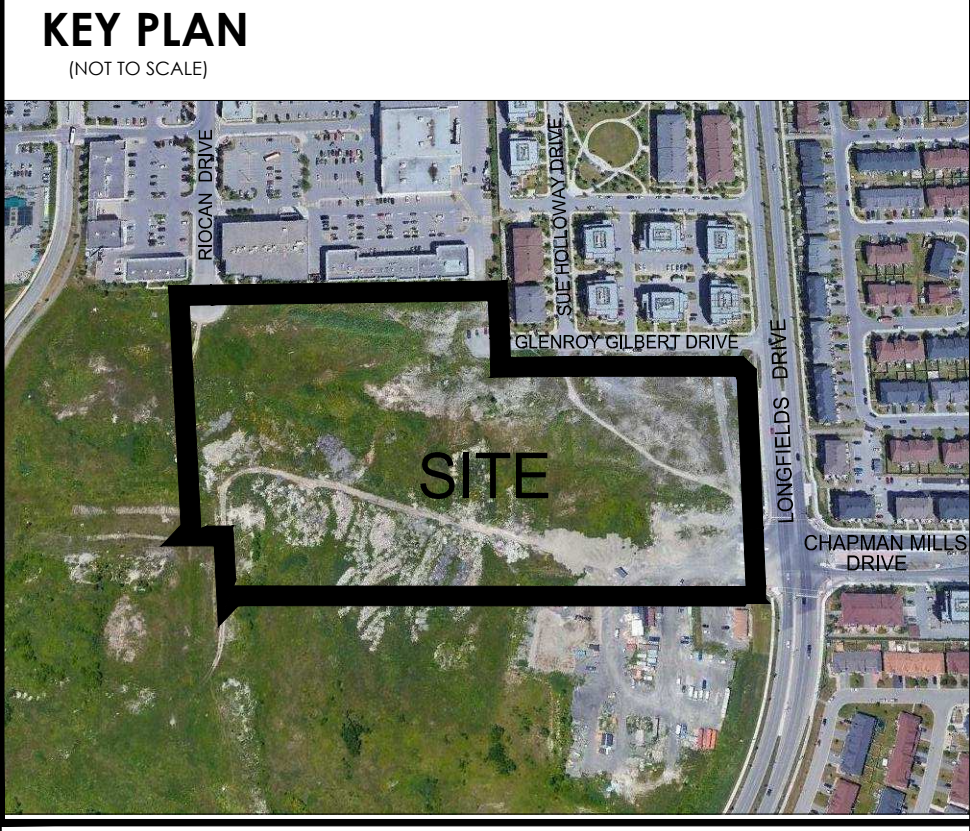 KEY PLAN
(NOT TO SCALE)
RIOCAN DRIVE
SUE HOLLOWAY DRIVE
GLENROY GILBERT DRIVE
LONGFIELDS DRIVE
SITE
CHAPMAN MILLS
DRIVE